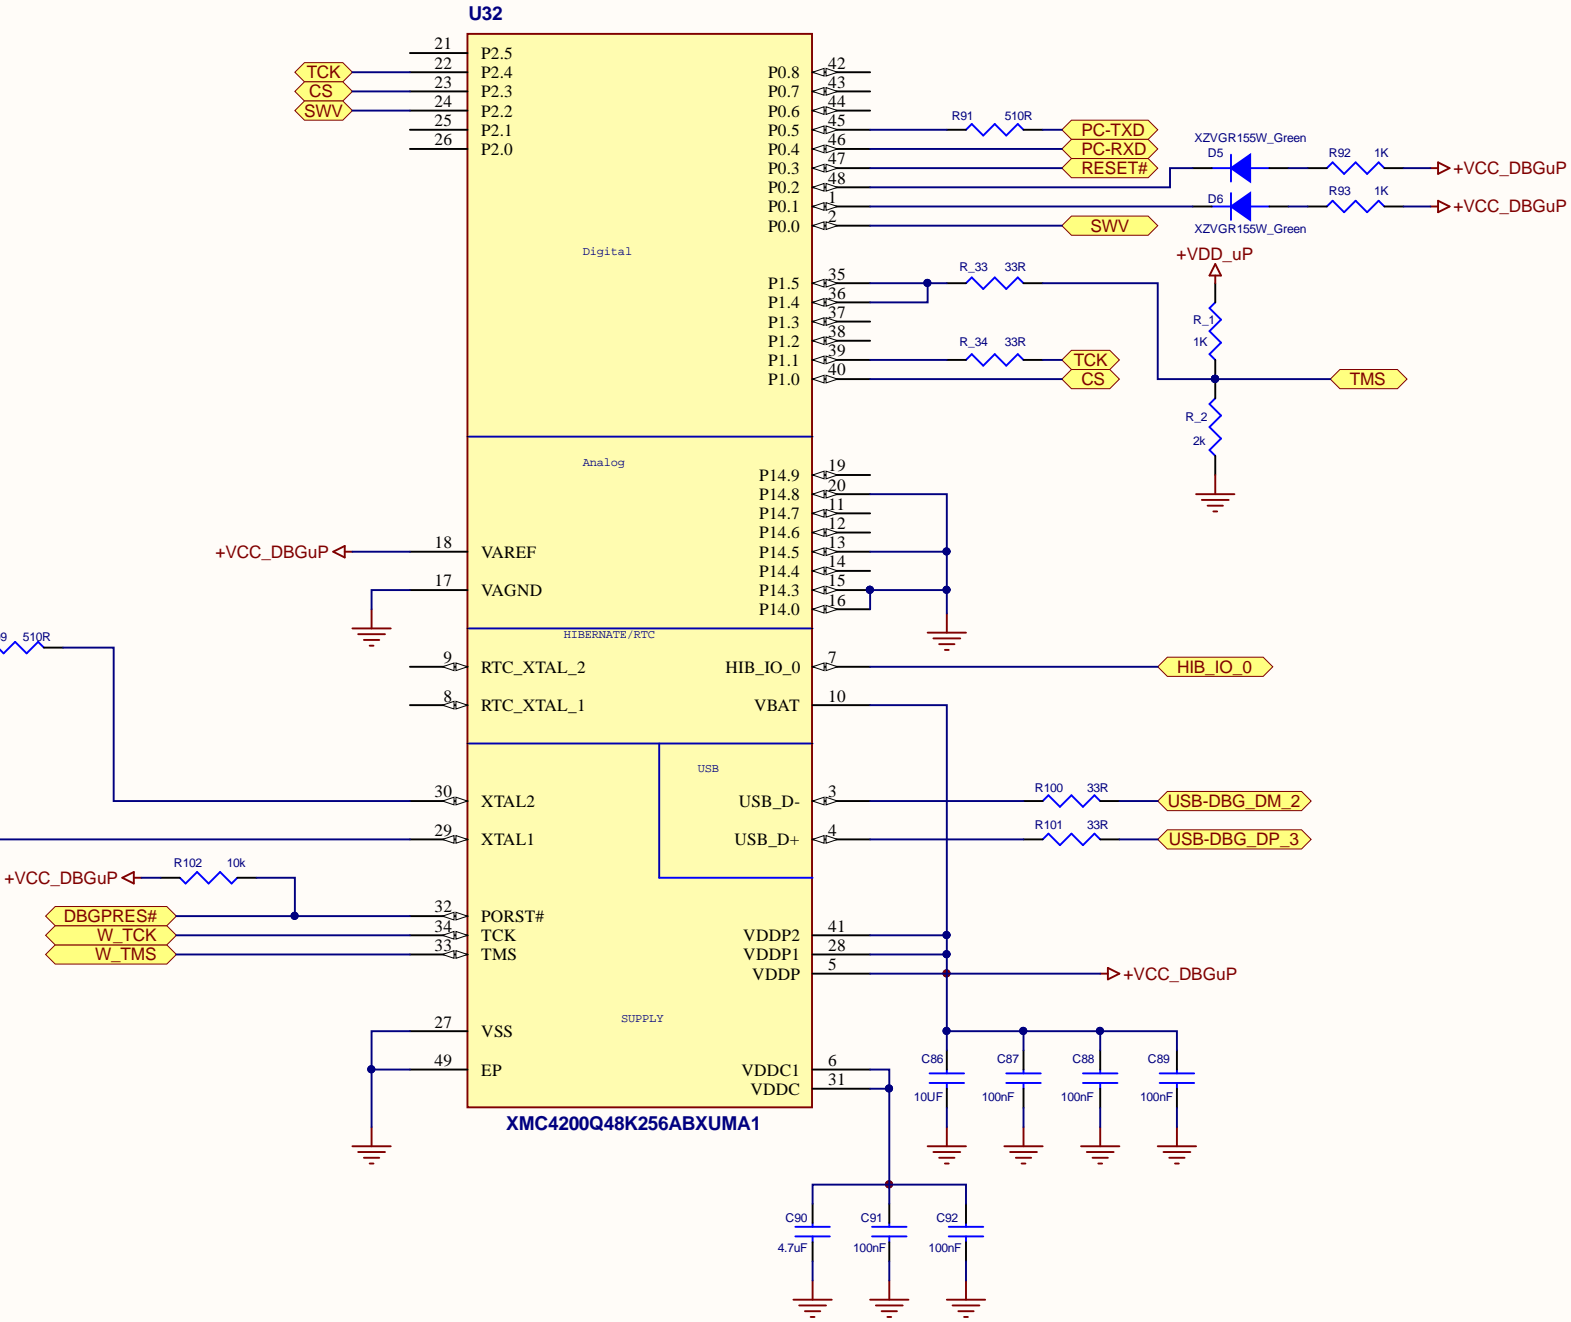 U32
21 P2.5
TCK 22 P2.4
CS 23 P2.3
SWV 24 P2.2
25 P2.1
26 P2.0
P0.8 42
P0.7 43
P0.6 44
P0.5 45 R91 510R PC-TXD
P0.4 46 PC-RXD
P0.3 47 RESET#
P0.2 48
P0.1 1
P0.0 2 SWV
XZVGR155W_Green
D5 R92 1K +VCC_DBGuP
D6 R93 1K +VCC_DBGuP
XZVGR155W_Green
Digital
+VDD_uP
P1.5 35 R_33 33R
P1.4 36
P1.3 37
P1.2 38
P1.1 39 R_34 33R TCK
P1.0 40 CS
R_1
1K
TMS
R_2
2k
Analog
P14.9 19
P14.8 20
P14.7 11
P14.6 12
P14.5 13
P14.4 14
P14.3 15
P14.0 16
+VCC_DBGuP 18 VAREF
17 VAGND
HIBERNATE/RTC
9 510R
9 RTC_XTAL_2 HIB_IO_0 7 HIB_IO_0
8 RTC_XTAL_1 VBAT 10
USB
30 XTAL2 USB_D- 3 R100 33R USB-DBG_DM_2
29 XTAL1 USB_D+ 4 R101 33R USB-DBG_DP_3
R102 10k
+VCC_DBGuP
DBGPRES# 32 PORST#
W_TCK 34 TCK
W_TMS 33 TMS
VDDP2 41
VDDP1 28
VDDP 5 +VCC_DBGuP
SUPPLY
27 VSS
49 EP
VDDC1 6
VDDC 31
C86 C87 C88 C89
10UF 100nF 100nF 100nF
XMC4200Q48K256ABXUMA1
C90 C91 C92
4.7uF 100nF 100nF